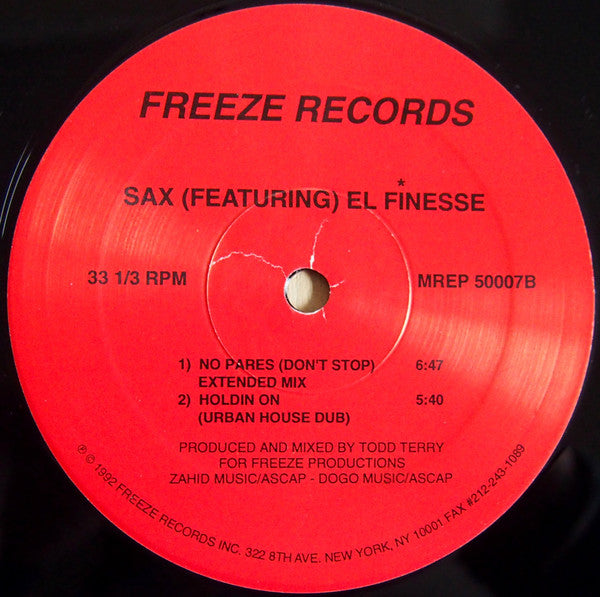 FREEZE RECORDS
SAX (FEATURING) EL FINESSE
*
33 1/3 RPM
MREP 50007B
1) NO PARES (DON'T STOP) 6:47
EXTENDED MIX
2) HOLDIN ON 5:40
(URBAN HOUSE DUB)
PRODUCED AND MIXED BY TODD TERRY
FOR FREEZE PRODUCTIONS
ZAHID MUSIC/ASCAP - DOGO MUSIC/ASCAP
℗ © 1992 FREEZE RECORDS INC. 322 8TH AVE. NEW YORK, NY 10001 FAX #212-243-1089